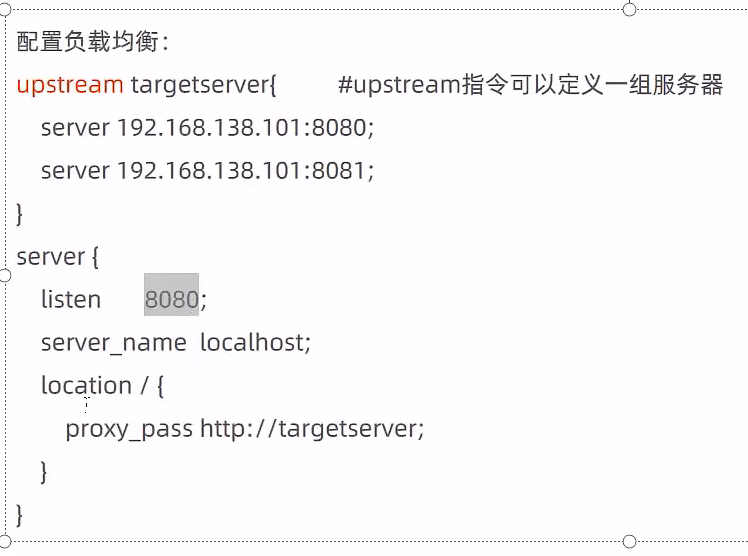 配置负载均衡：
upstream targetserver{ #upstream指令可以定义一组服务器
server 192.168.138.101:8080;
server 192.168.138.101:8081;
}
server {
listen 8080;
server_name localhost;
location / {
proxy_pass http://targetserver;
}
}